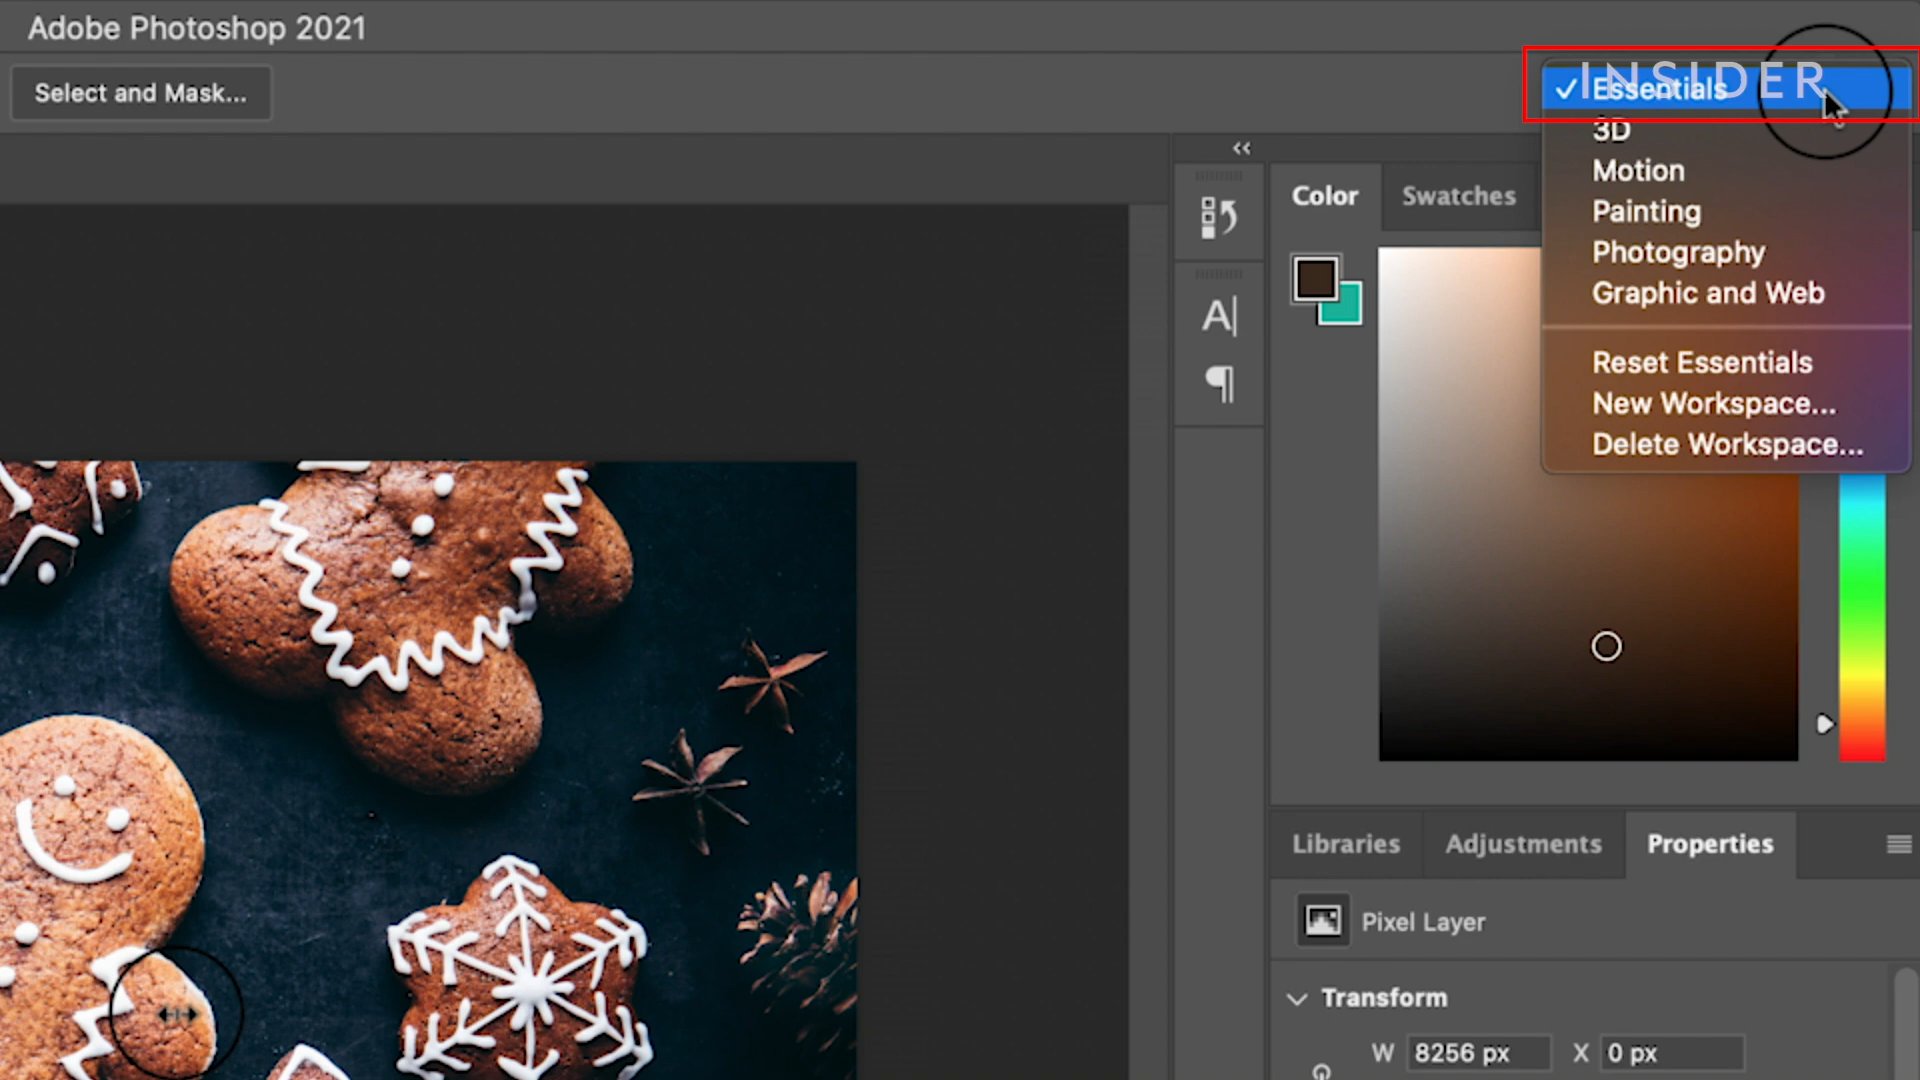 Adobe Photoshop 2021
Select and Mask...
INSIDER
✓ Essentials
3D
Motion
Painting
Photography
Graphic and Web
Reset Essentials
New Workspace...
Delete Workspace...
Color Swatches
A|
¶
Libraries Adjustments Properties
Pixel Layer
Transform
W 8256 px X 0 px